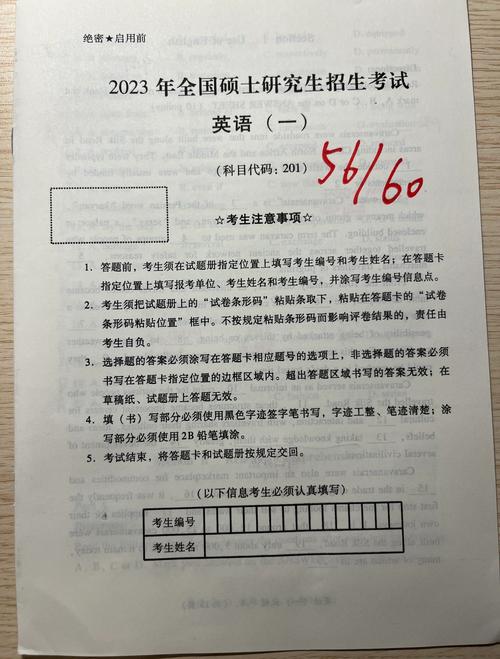 绝密★启用前
2023年全国硕士研究生招生考试
英语（一）
（科目代码：201）
56/60
☆考生注意事项☆
1. 答题前，考生须在试题册指定位置上填写考生编号和考生姓名；在答题卡
指定位置上填写报考单位、考生姓名和考生编号，并涂写考生编号信息点。
2. 考生须把试题册上的“试卷条形码”粘贴条取下，粘贴在答题卡的“试卷
条形码粘贴位置”框中。不按规定粘贴条形码而影响评卷结果的，责任由
考生自负。
3. 选择题的答案必须涂写在答题卡相应题号的选项上，非选择题的答案必须
书写在答题卡指定位置的边框区域内。超出答题区域书写的答案无效；在
草稿纸、试题册上答题无效。
4. 填（书）写部分必须使用黑色字迹签字笔书写，字迹工整、笔迹清楚；涂
写部分必须使用2B铅笔填涂。
5. 考试结束，将答题卡和试题册按规定交回。
（以下信息考生必须认真填写）
考生编号
考生姓名